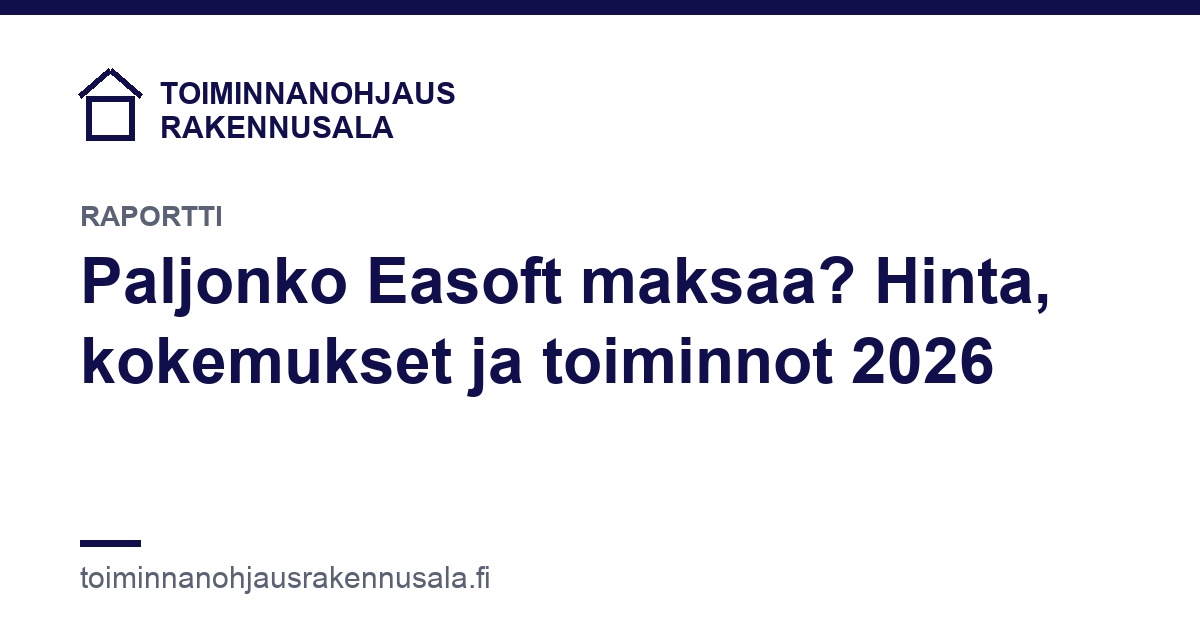 TOIMINNANOHJAUS
RAKENNUSALA
RAPORTTI
Paljonko Easoft maksaa? Hinta,
kokemukset ja toiminnot 2026
toiminnanohjausrakennusala.fi